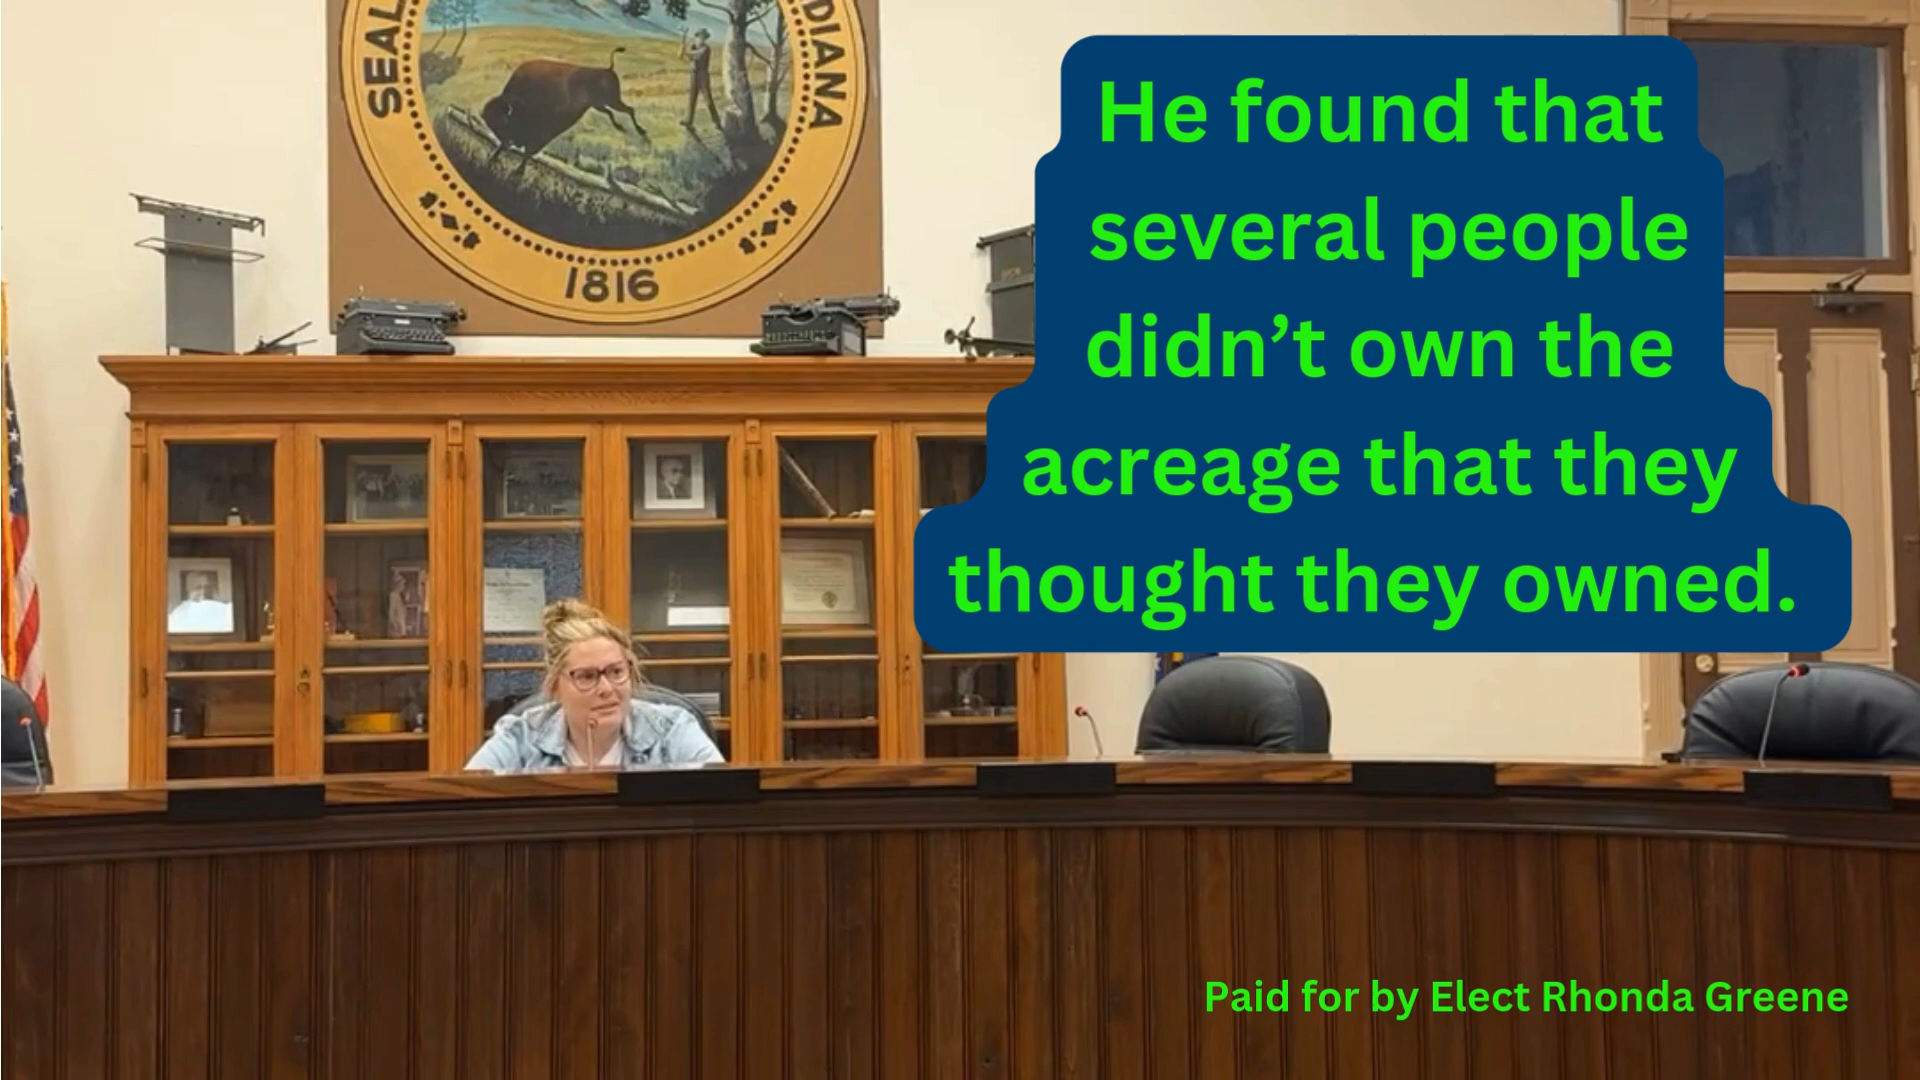 SEAL
DIANA
1816
He found that
several people
didn’t own the
acreage that they
thought they owned.
Paid for by Elect Rhonda Greene